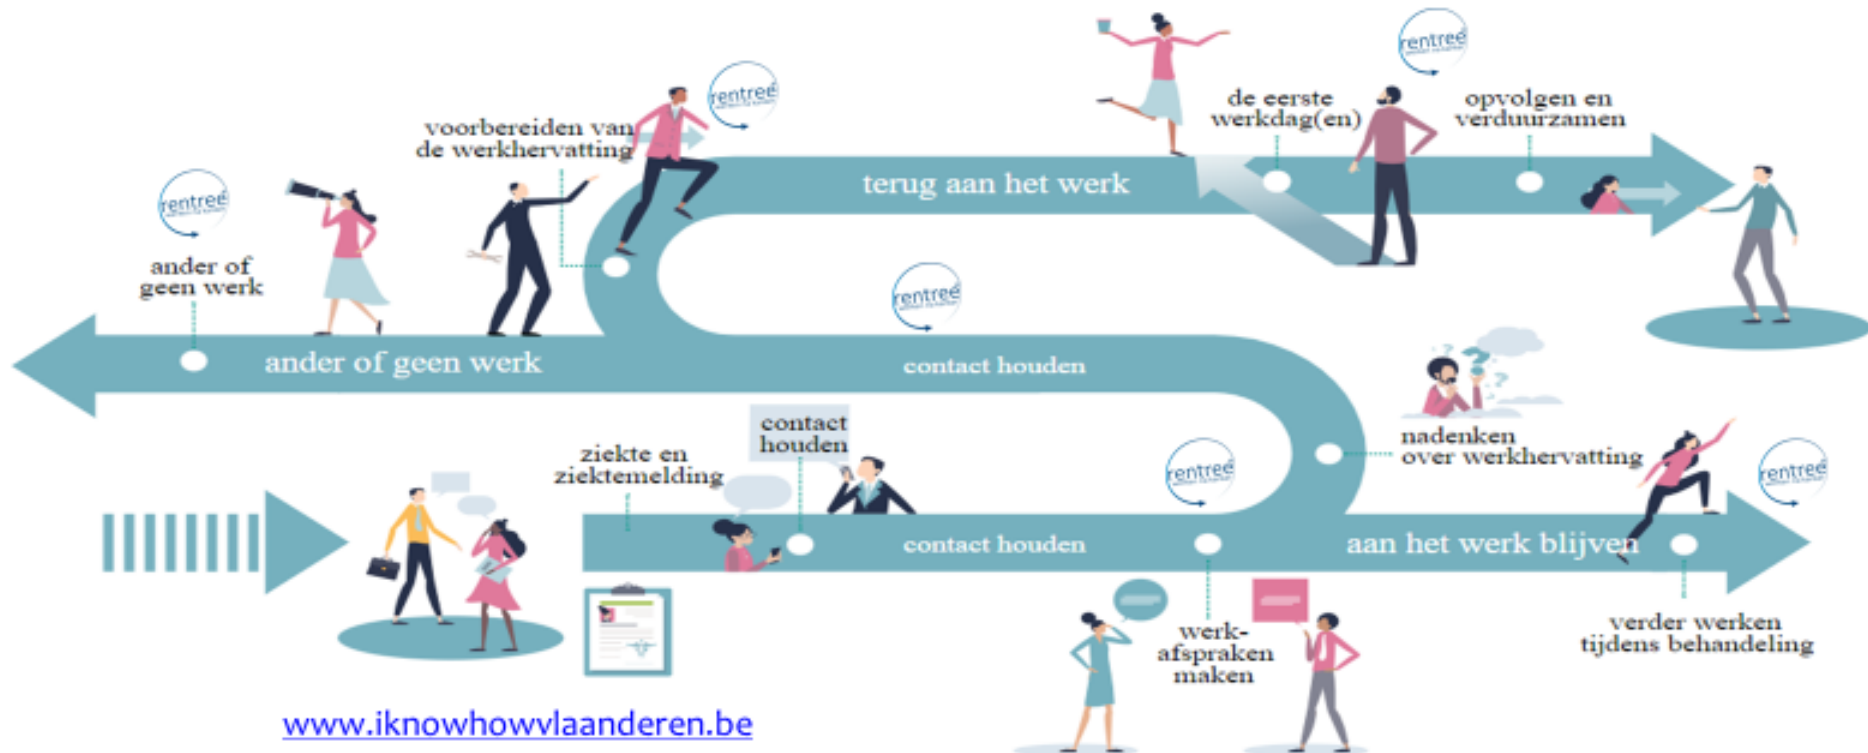 rentree
de eerste
werkdag(en)
rentree
opvolgen en
verduurzamen
voorbereiden van
de werkhervatting
terug aan het werk
rentree
ander of
geen werk
rentree
ander of geen werk
contact houden
nadenken
over werkhervatting
ziekte en
ziektemelding
contact
houden
rentree
rentree
contact houden
aan het werk blijven
werk-
afspraken
maken
verder werken
tijdens behandeling
www.iknowhowvlaanderen.be